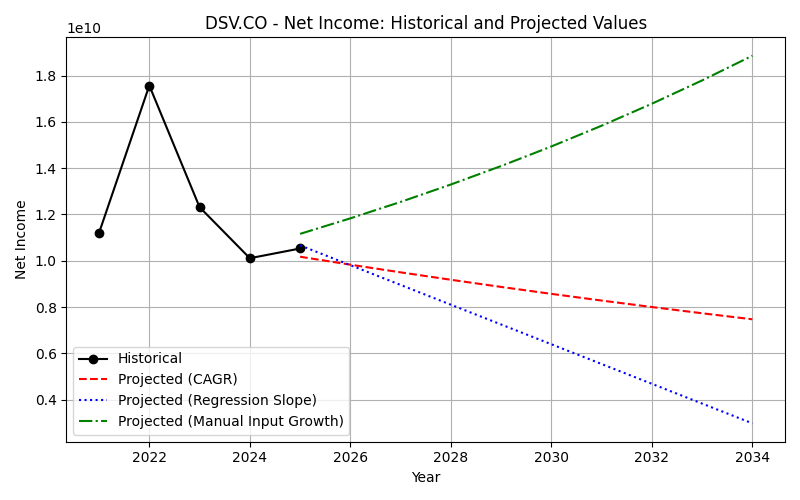 DSV.CO - Net Income: Historical and Projected Values
1e10
1.8
1.6
1.4
1.2
1.0
0.8
0.6
0.4
Net Income
Historical
Projected (CAGR)
Projected (Regression Slope)
Projected (Manual Input Growth)
2022 2024 2026 2028 2030 2032 2034
Year